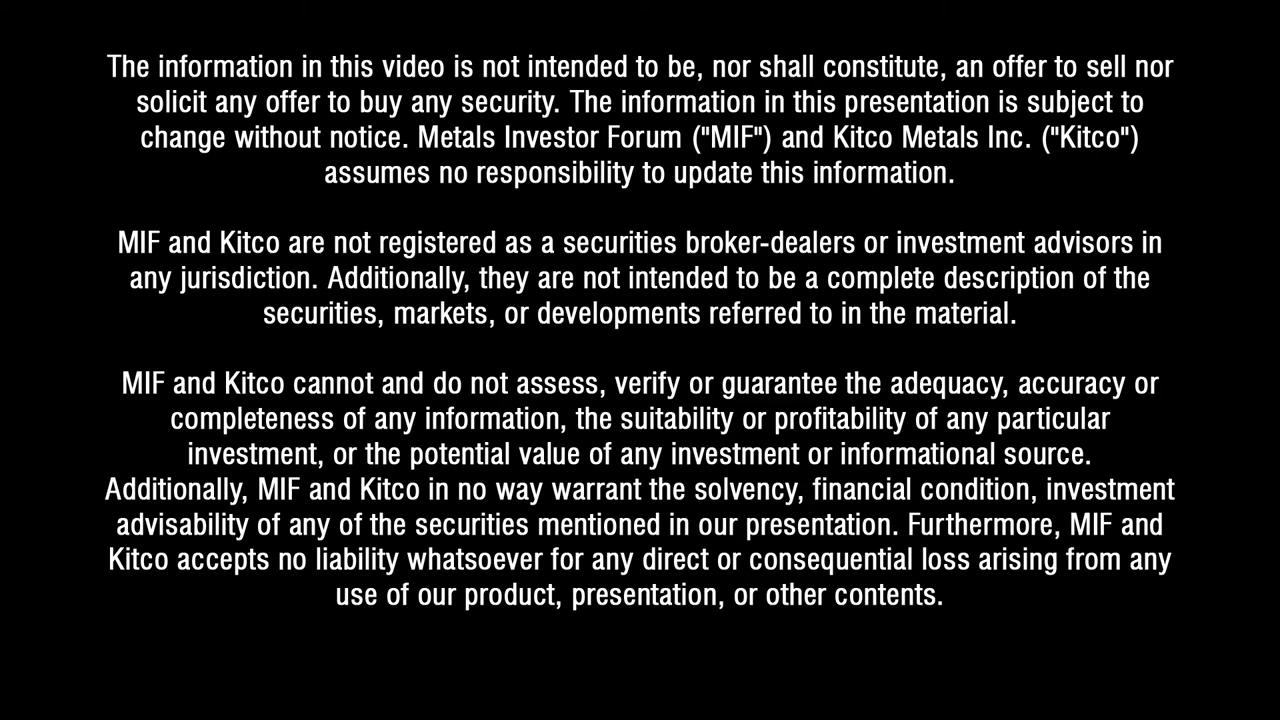 The information in this video is not intended to be, nor shall constitute, an offer to sell nor
solicit any offer to buy any security. The information in this presentation is subject to
change without notice. Metals Investor Forum ("MIF") and Kitco Metals Inc. ("Kitco")
assumes no responsibility to update this information.
MIF and Kitco are not registered as a securities broker-dealers or investment advisors in
any jurisdiction. Additionally, they are not intended to be a complete description of the
securities, markets, or developments referred to in the material.
MIF and Kitco cannot and do not assess, verify or guarantee the adequacy, accuracy or
completeness of any information, the suitability or profitability of any particular
investment, or the potential value of any investment or informational source.
Additionally, MIF and Kitco in no way warrant the solvency, financial condition, investment
advisability of any of the securities mentioned in our presentation. Furthermore, MIF and
Kitco accepts no liability whatsoever for any direct or consequential loss arising from any
use of our product, presentation, or other contents.